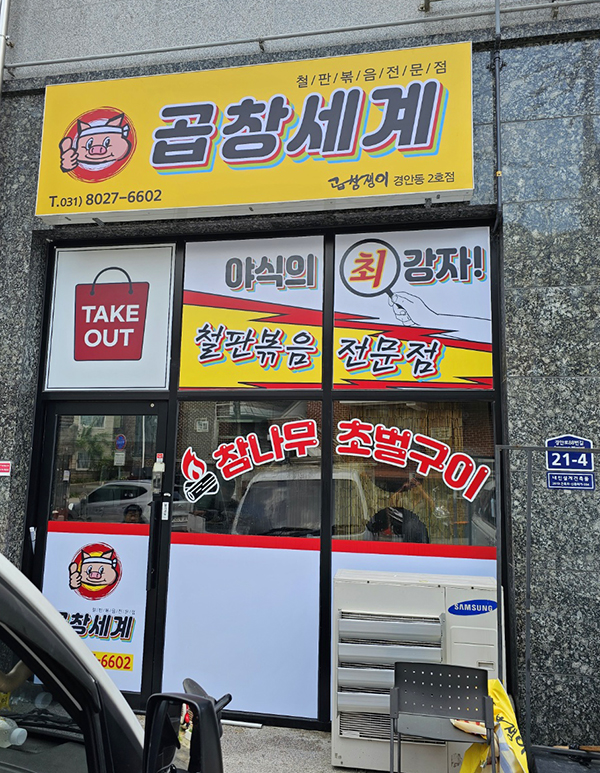 철/판/볶/음/전/문/점
곱창세계
T.031) 8027-6602
곱창쟁이 경안동 2호점
TAKE
OUT
야식의 최 강자!
철판볶음 전문점
참나무 초벌구이
21-4
SAMSUNG
곱창세계
-6602